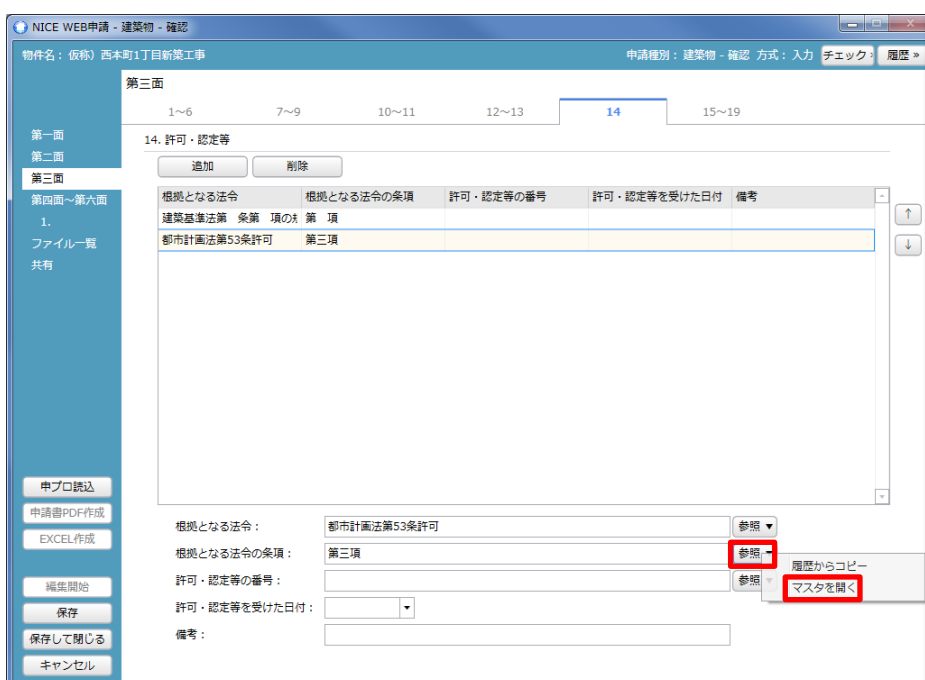 NICE WEB申請 - 建築物 - 確認
物件名：仮称）西本町1丁目新築工事 申請種別：建築物 - 確認 方式：入力 チェック» 履歴 »
第三面
1～6 7～9 10～11 12～13 14 15～19
第一面
第二面
第三面
第四面～第六面
1.
ファイル一覧
共有
14. 許可・認定等
追加 削除
根拠となる法令 根拠となる法令の条項 許可・認定等の番号 許可・認定等を受けた日付 備考
建築基準法第 条第 項の 第 項
都市計画法第53条許可 第三項
↑
↓
申プロ読込
申請書PDF作成
EXCEL作成
編集開始
保存
保存して閉じる
キャンセル
根拠となる法令： 都市計画法第53条許可 参照 ▼
根拠となる法令の条項： 第三項 参照
許可・認定等の番号： 参照 ▼
許可・認定等を受けた日付： ▼
備考：
履歴からコピー
マスタを開く